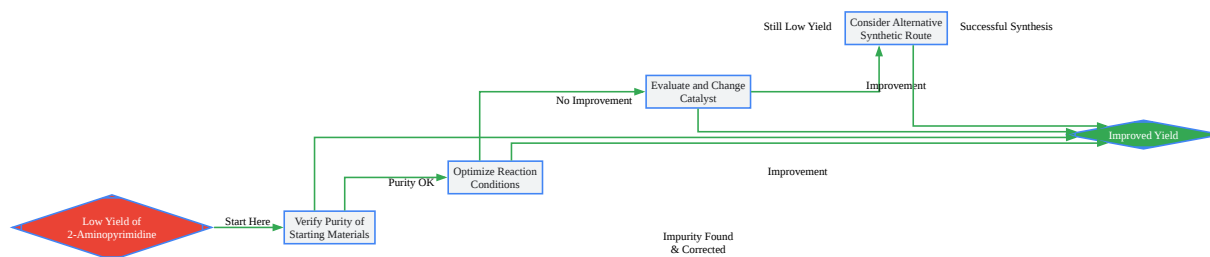 Still Low Yield
Consider Alternative
Synthetic Route
Successful Synthesis
Evaluate and Change
Catalyst
Improvement
No Improvement
Improved Yield
Optimize Reaction
Conditions
Improvement
Purity OK
Low Yield of
2-Aminopyrimidine
Start Here
Verify Purity of
Starting Materials
Impurity Found
& Corrected